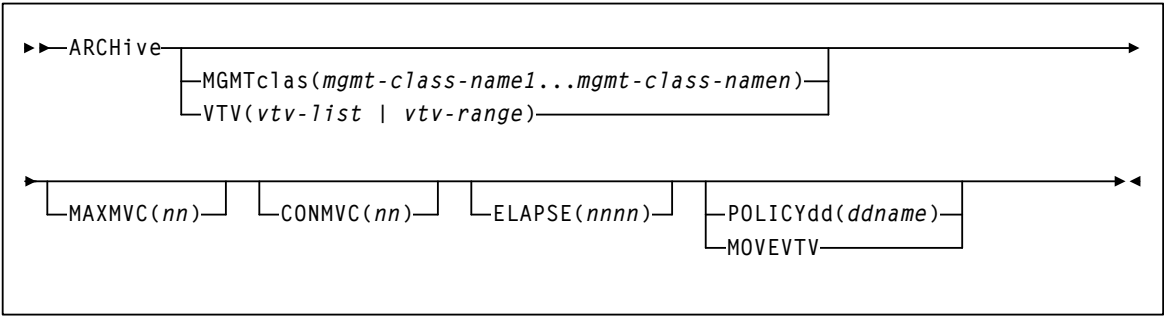 ARCHive
MGMTclas(mgmt-class-name1...mgmt-class-namen)
VTV(vtv-list | vtv-range)
MAXMVC(nn) CONMVC(nn) ELAPSE(nnnn) POLICYdd(ddname)
MOVEVTV